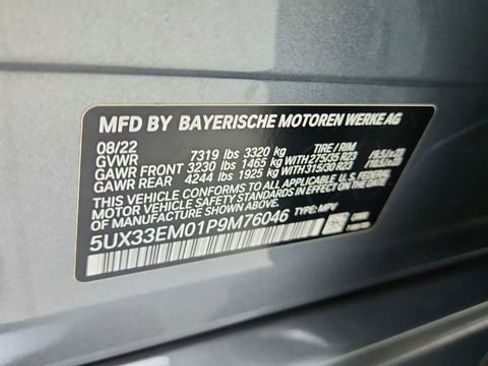 MFD BY BAYERISCHE MOTOREN WERKE AG
08/22 TIRE / RIM
GVWR 7319 lbs 3320 kg
GAWR FRONT 3230 lbs 1465 kg WITH 275/35 R23
GAWR REAR 4244 lbs 1925 kg WITH 315/30 R23
THIS VEHICLE CONFORMS TO ALL APPLICABLE U.S. FEDERAL
MOTOR VEHICLE SAFETY STANDARDS IN EFFECT ON THE DATE
OF MANUFACTURE SHOWN ABOVE.
5UX33EM01P9M76046 TYPE: MPV